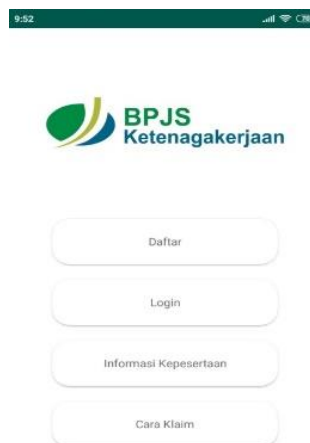 9:52
BPJS
Ketenagakerjaan
Daftar
Login
Informasi Kepesertaan
Cara Klaim